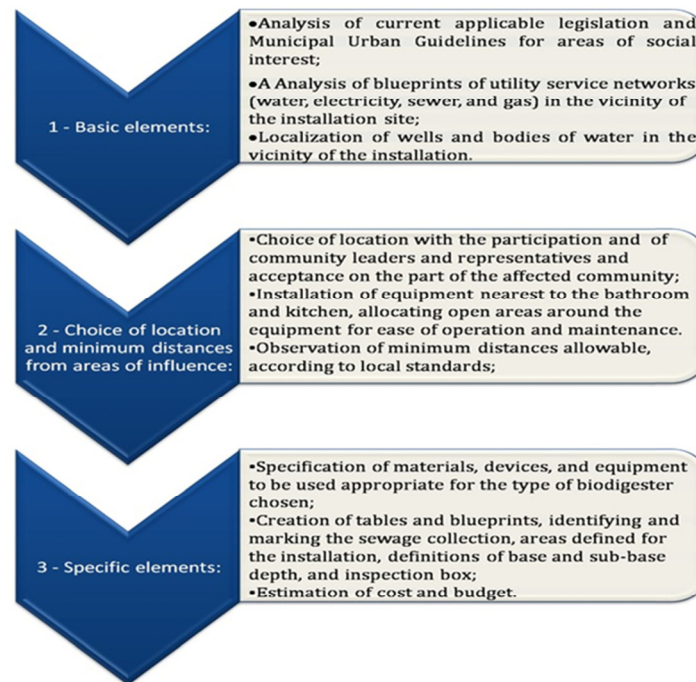 1 - Basic elements:
●Analysis of current applicable legislation and
Municipal Urban Guidelines for areas of social
interest;
●A Analysis of blueprints of utility service networks
(water, electricity, sewer, and gas) in the vicinity of
the installation site;
●Localization of wells and bodies of water in the
vicinity of the installation.
2 - Choice of location
and minimum distances
from areas of influence:
•Choice of location with the participation and of
community leaders and representatives and
acceptance on the part of the affected community;
•Installation of equipment nearest to the bathroom
and kitchen, allocating open areas around the
equipment for ease of operation and maintenance.
•Observation of minimum distances allowable,
according to local standards;
3 - Specific elements:
•Specification of materials, devices, and equipment
to be used appropriate for the type of biodigester
chosen;
•Creation of tables and blueprints, identifying and
marking the sewage collection, areas defined for
the installation, definitions of base and sub-base
depth, and inspection box;
•Estimation of cost and budget.